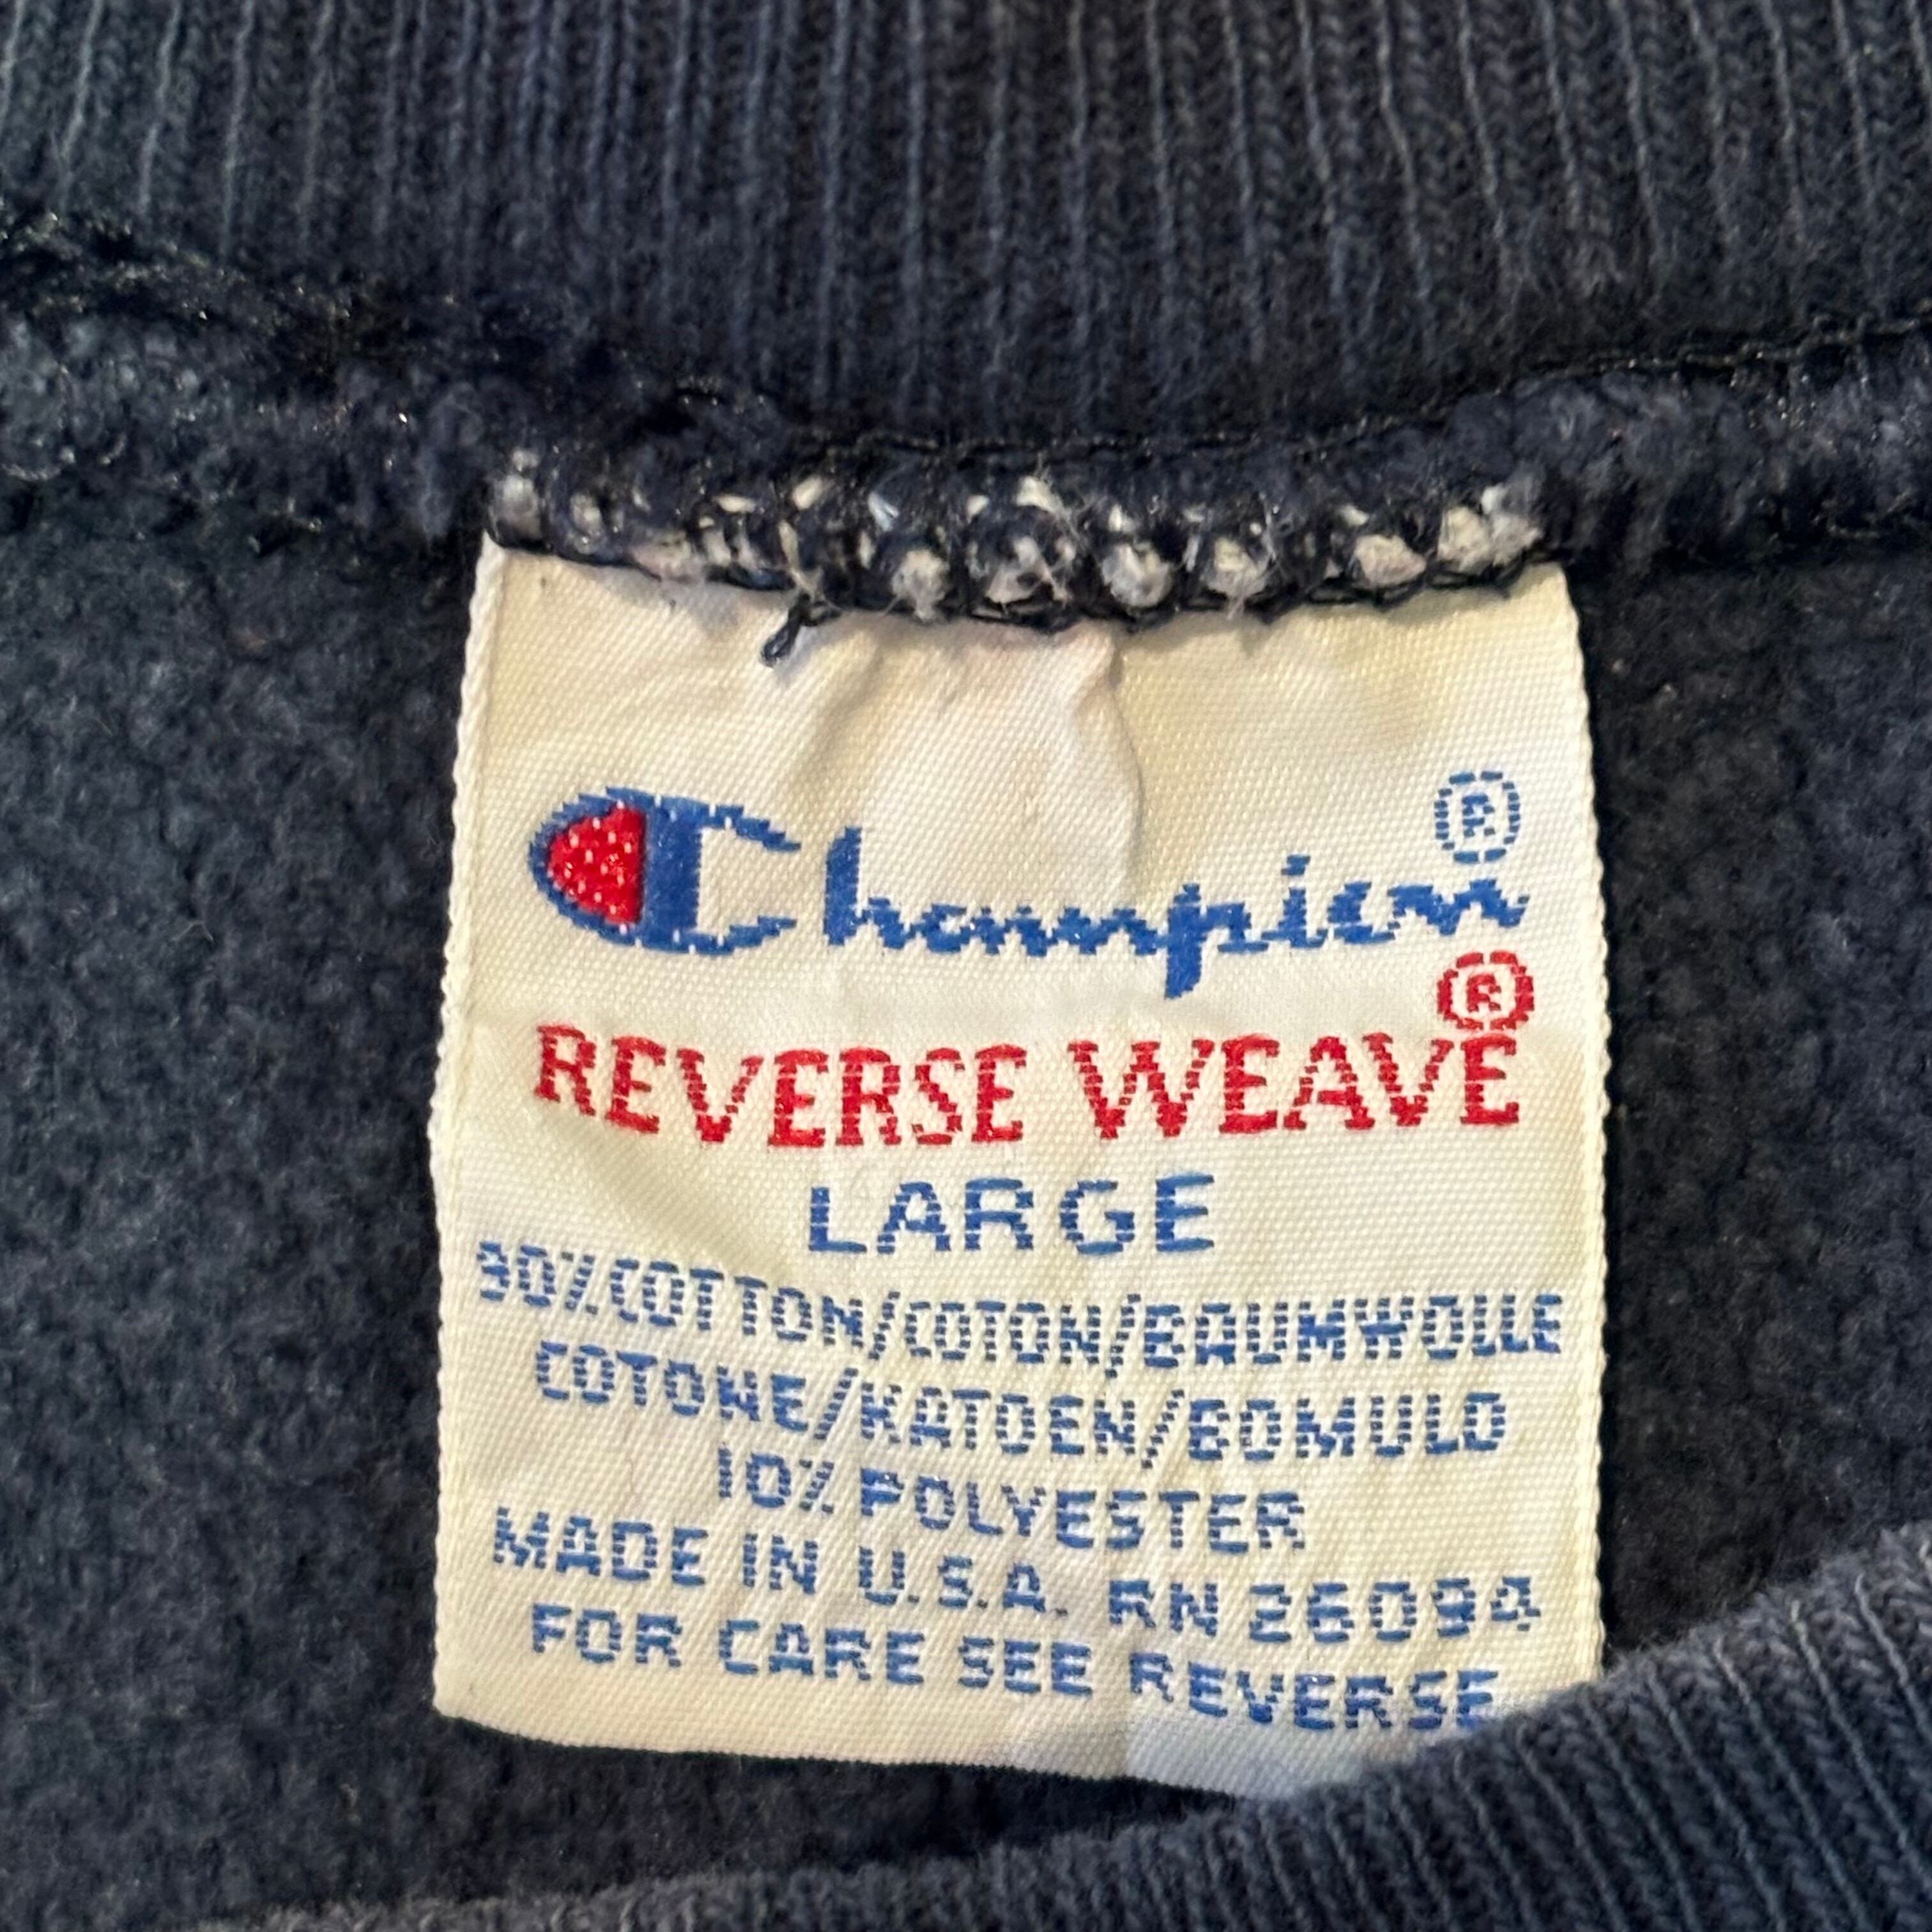 Champion®
REVERSE WEAVE®
LARGE
90% COTTON/COTON/BAUMWOLLE
COTONE/KATOEN/BOMULD
10% POLYESTER
MADE IN U.S.A. RN 26094
FOR CARE SEE REVERSE